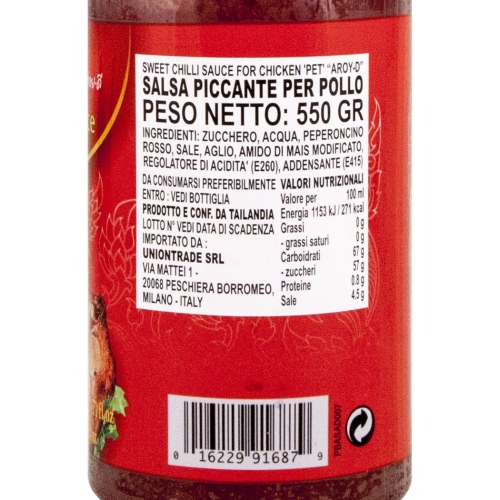 SWEET CHILLI SAUCE FOR CHICKEN 'PET' "AROY-D"
SALSA PICCANTE PER POLLO
PESO NETTO: 550 GR
INGREDIENTI: ZUCCHERO, ACQUA, PEPERONCINO
ROSSO, SALE, AGLIO, AMIDO DI MAIS MODIFICATO,
REGOLATORE DI ACIDITA' (E260), ADDENSANTE (E415)
DA CONSUMARSI PREFERIBILMENTE
ENTRO : VEDI BOTTIGLIA
PRODOTTO E CONF. DA TAILANDIA
LOTTO N° VEDI DATA DI SCADENZA
IMPORTATO DA :
UNIONTRADE SRL
VIA MATTEI 1 -
20068 PESCHIERA BORROMEO,
MILANO - ITALY
VALORI NUTRIZIONALI
Valore per 100 ml
Energia 1153 kJ / 271 kcal
Grassi 0 g
- grassi saturi 0 g
Carboidrati 67 g
- zuccheri 57 g
Proteine 0.8 g
Sale 4.5 g
0 16229 91687 9
PBASAD087